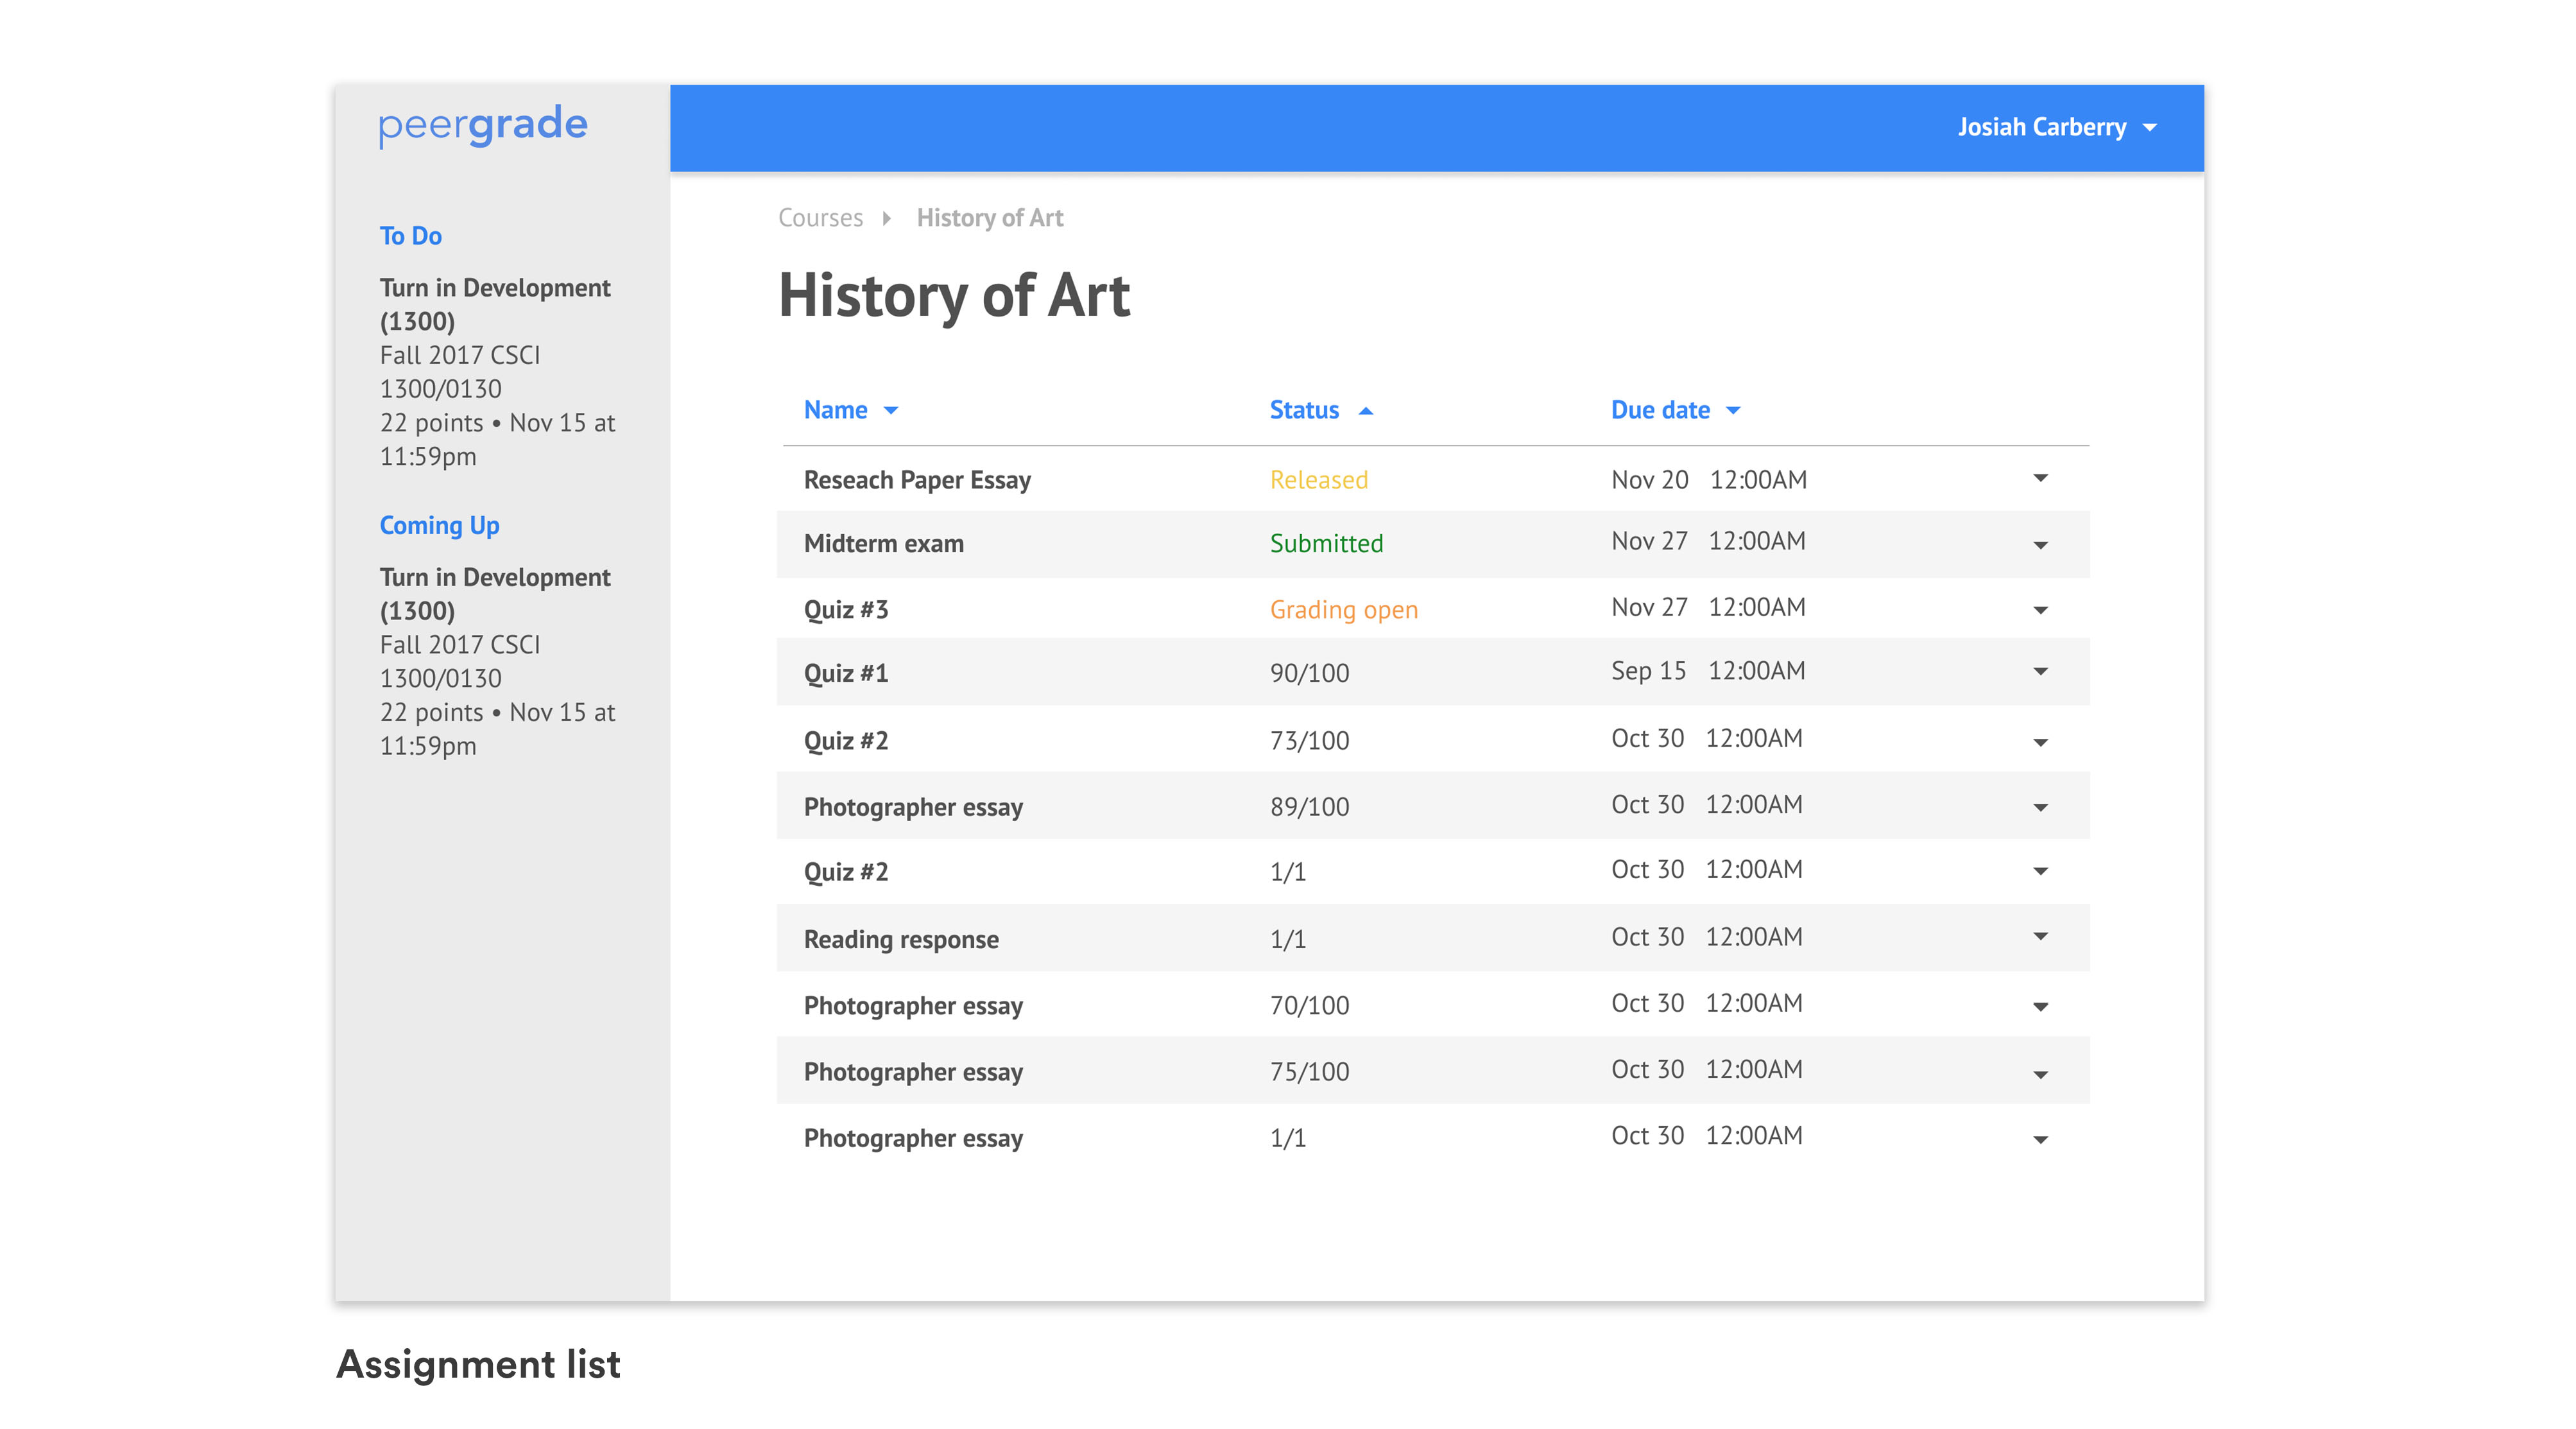 peergrade
Josiah Carberry
To Do
Turn in Development
(1300)
Fall 2017 CSCI
1300/0130
22 points • Nov 15 at
11:59pm
Coming Up
Turn in Development
(1300)
Fall 2017 CSCI
1300/0130
22 points • Nov 15 at
11:59pm
Courses History of Art
History of Art
Name Status Due date
Reseach Paper Essay Released Nov 20 12:00AM
Midterm exam Submitted Nov 27 12:00AM
Quiz #3 Grading open Nov 27 12:00AM
Quiz #1 90/100 Sep 15 12:00AM
Quiz #2 73/100 Oct 30 12:00AM
Photographer essay 89/100 Oct 30 12:00AM
Quiz #2 1/1 Oct 30 12:00AM
Reading response 1/1 Oct 30 12:00AM
Photographer essay 70/100 Oct 30 12:00AM
Photographer essay 75/100 Oct 30 12:00AM
Photographer essay 1/1 Oct 30 12:00AM
Assignment list